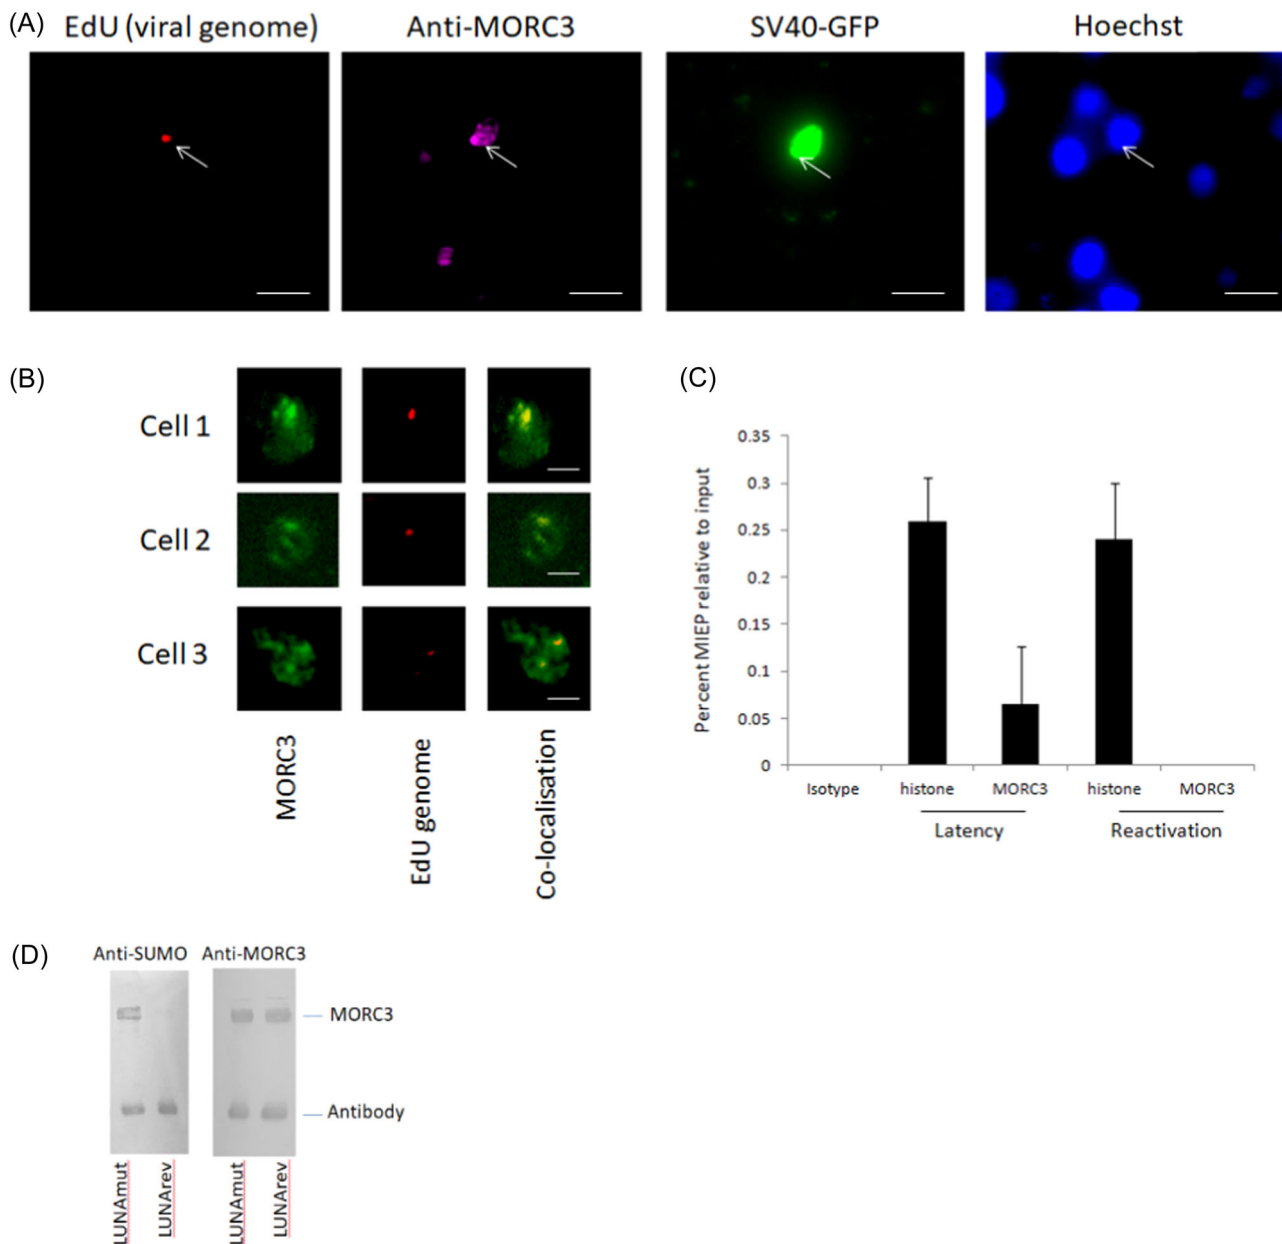 (A)
EdU (viral genome)
Anti-MORC3
SV40-GFP
Hoechst
(B)
Cell 1
Cell 2
Cell 3
MORC3
EdU genome
Co-localisation
(C)
Percent MIEP relative to input
0.35
0.3
0.25
0.2
0.15
0.1
0.05
0
Isotype
histone
MORC3
histone
MORC3
Latency
Reactivation
(D)
Anti-SUMO
Anti-MORC3
MORC3
Antibody
LUNAmut
LUNArev
LUNAmut
LUNArev